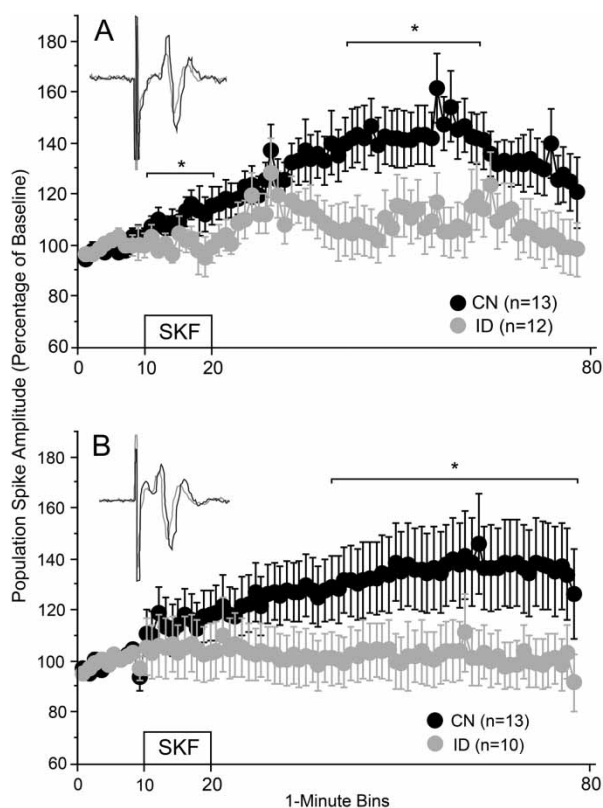 Population Spike Amplitude (Percentage of Baseline)
A
180
160
140
120
100
80
60
*
*
CN (n=13)
ID (n=12)
SKF
0
10
20
80
B
180
160
140
120
100
80
60
*
CN (n=13)
ID (n=10)
SKF
0
10
20
80
1-Minute Bins